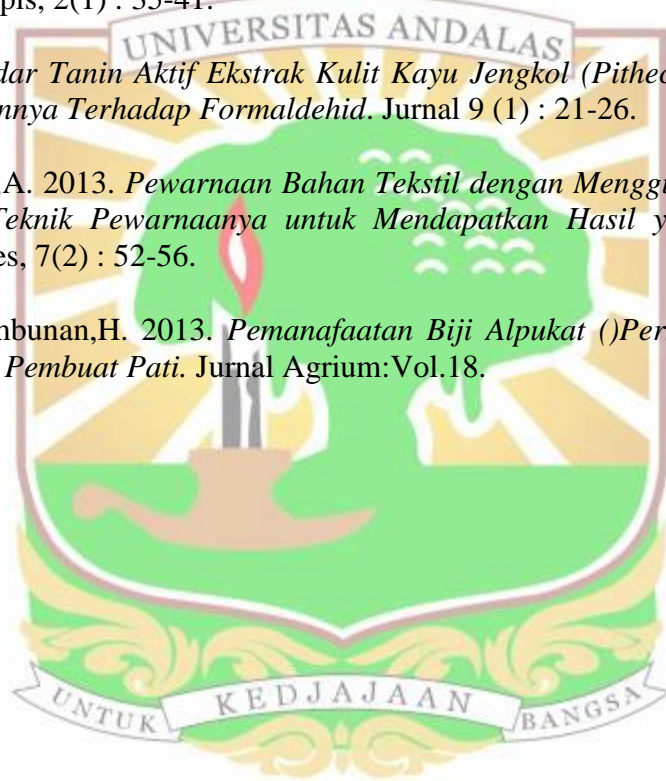 pis, 2(1) : 35-41.
UNIVERSITAS ANDALAS
dar Tanin Aktif Ekstrak Kulit Kayu Jengkol (Pithec
nnya Terhadap Formaldehid. Jurnal 9 (1) : 21-26.
,A. 2013. Pewarnaan Bahan Tekstil dengan Menggu
Teknik Pewarnaanya untuk Mendapatkan Hasil y
es, 7(2) : 52-56.
mbunan,H. 2013. Pemanafaatan Biji Alpukat ()Per
Pembuat Pati. Jurnal Agrium:Vol.18.
UNTUK KEDJAJAAN BANGSA